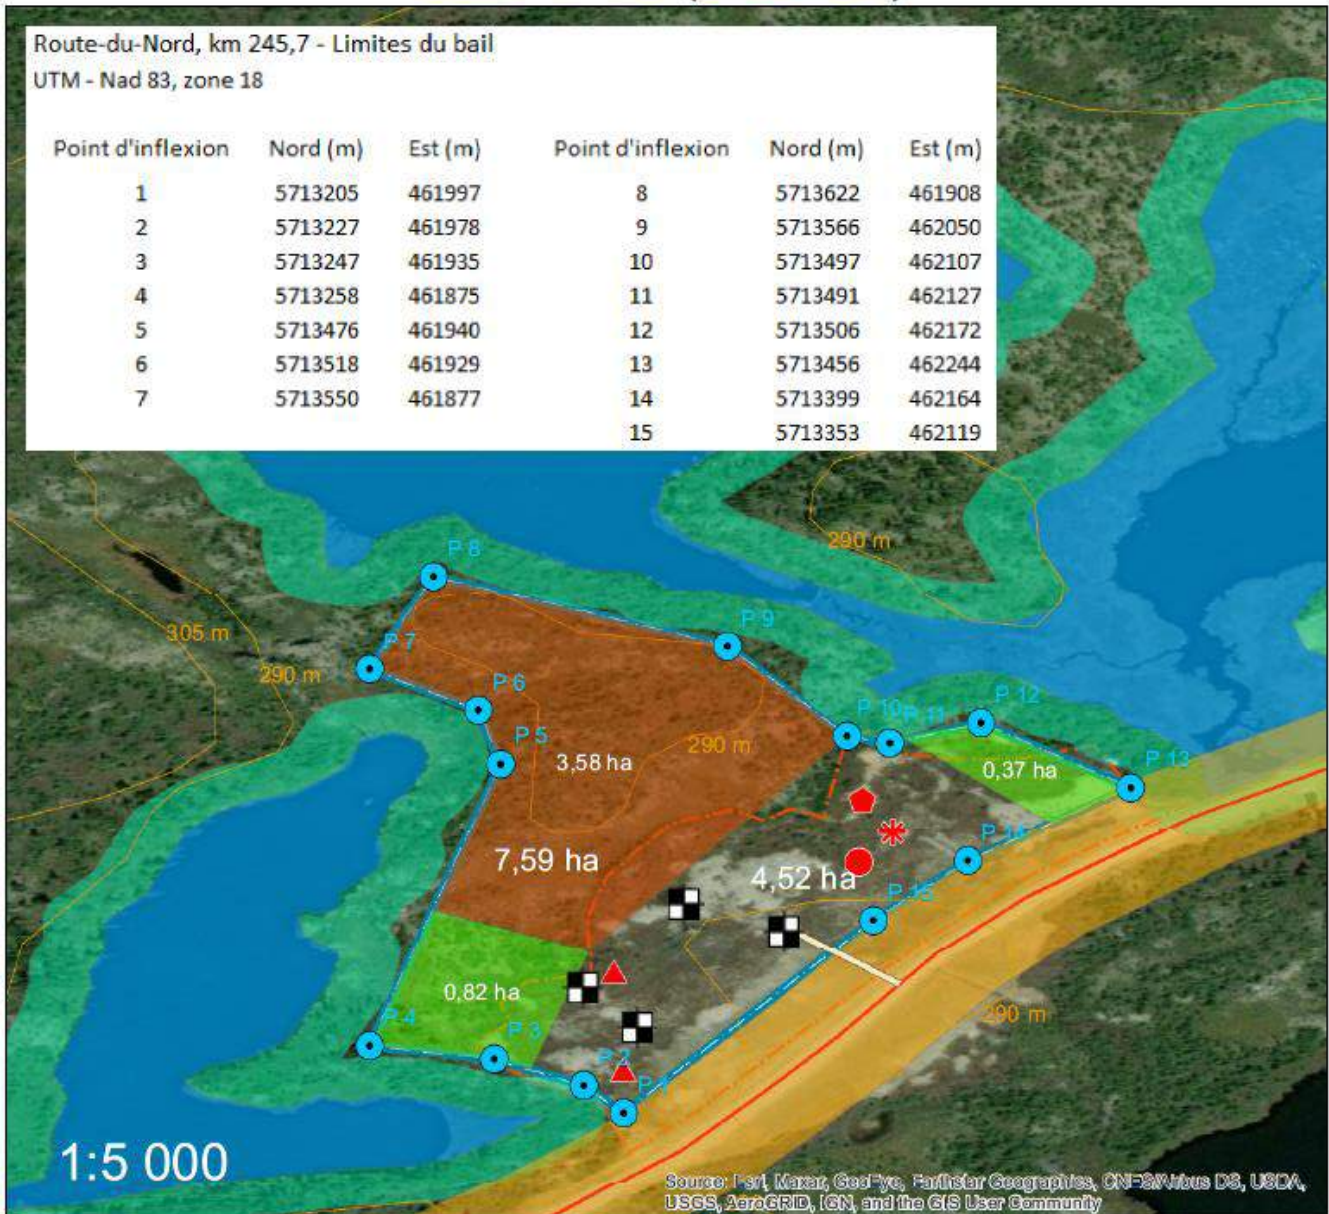 Route-du-Nord, km 245,7 - Limites du bail
UTM - Nad 83, zone 18
Point d'inflexion Nord (m) Est (m) Point d'inflexion Nord (m) Est (m)
1 5713205 461997 8 5713622 461908
2 5713227 461978 9 5713566 462050
3 5713247 461935 10 5713497 462107
4 5713258 461875 11 5713491 462127
5 5713476 461940 12 5713506 462172
6 5713518 461929 13 5713456 462244
7 5713550 461877 14 5713399 462164
15 5713353 462119
290 m
P 8
305 m
P 7
P 9
290 m
P 6
P 12
P 10
P 11
290 m
P 5
3,58 ha
0,37 ha
P 13
7,59 ha
4,52 ha
P 14
P 15
0,82 ha
290 m
P 4
P 3
P 2
P 1
1:5 000
Source: Esri, Maxar, GeoEye, Earthstar Geographics, CNES/Airbus DS, USDA,
USGS, AeroGRID, IGN, and the GIS User Community